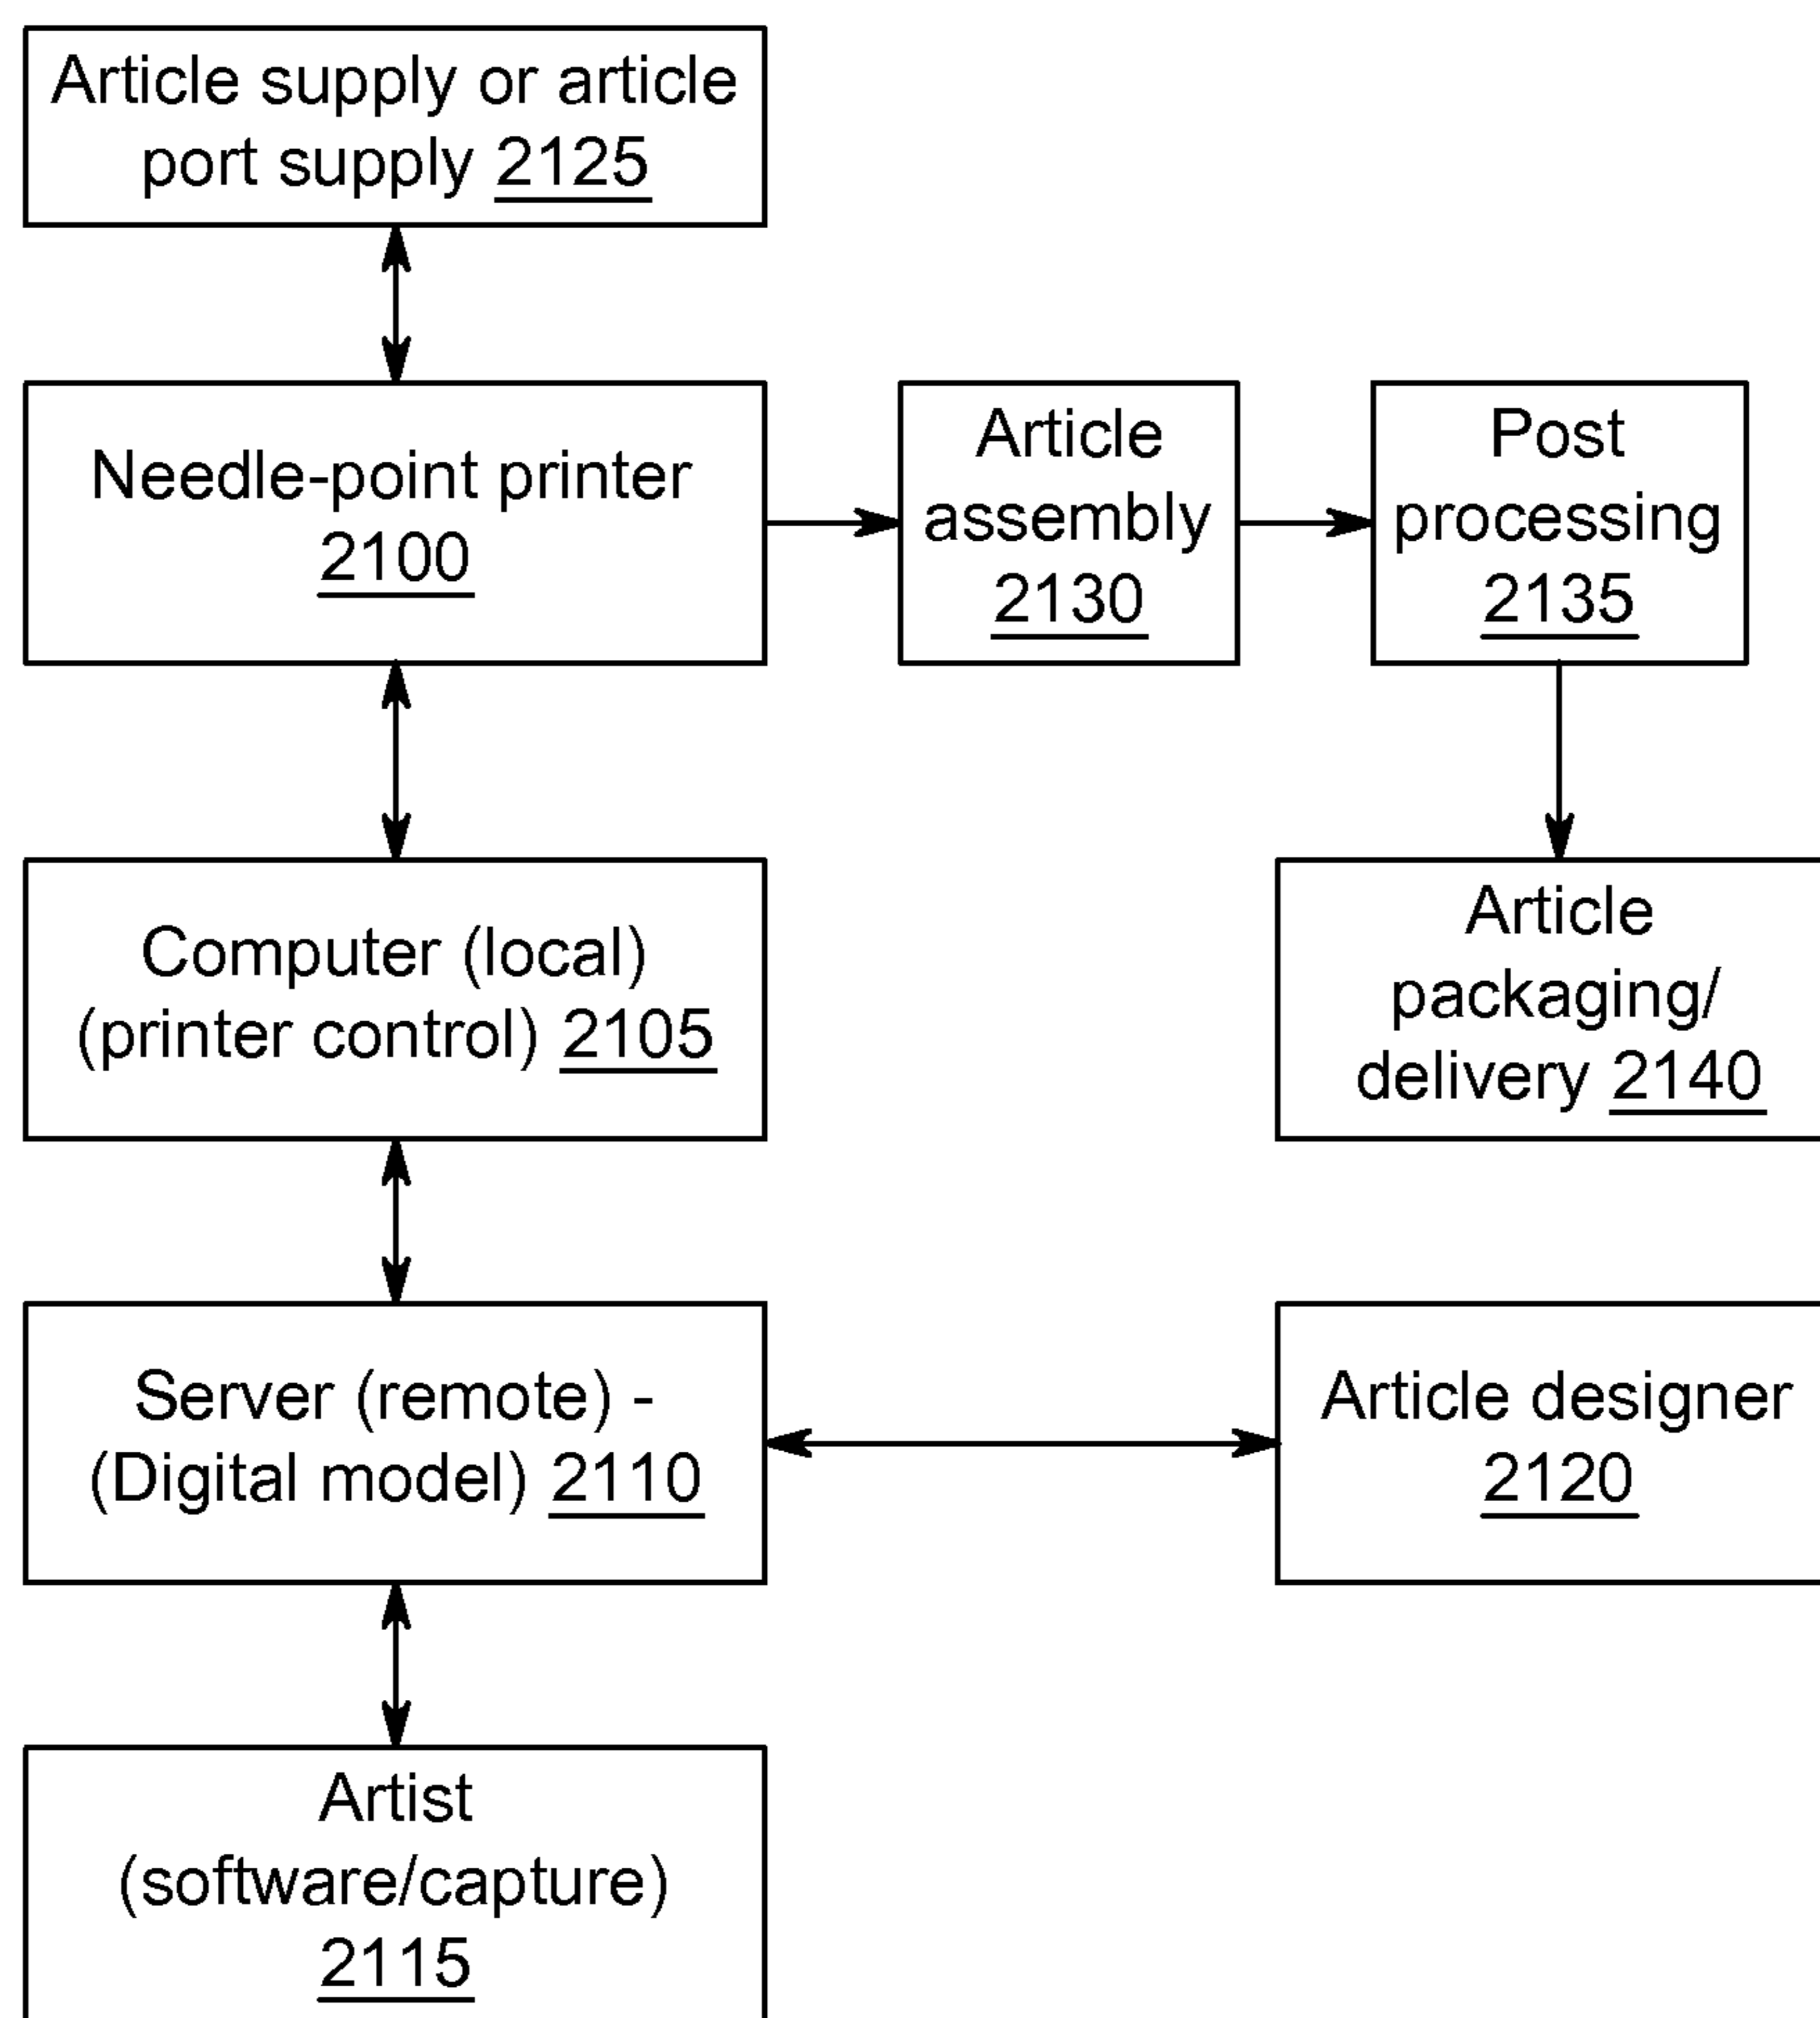 Article supply or article
port supply 2125
Needle-point printer
2100
Article
assembly
2130
Post
processing
2135
Computer (local)
(printer control) 2105
Article
packaging/
delivery 2140
Server (remote) -
(Digital model) 2110
Article designer
2120
Artist
(software/capture)
2115